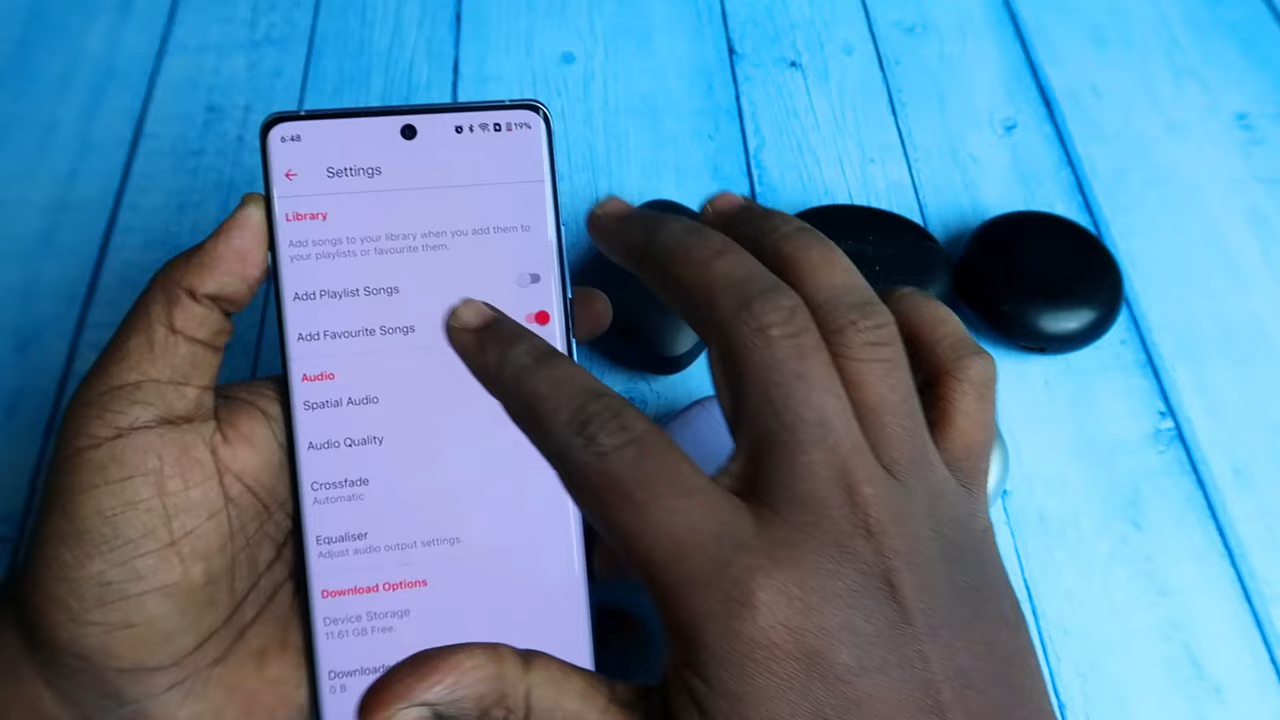 6:48
19%
Settings
Library
Add songs to your library when you add them to
your playlists or favourite them.
Add Playlist Songs
Add Favourite Songs
Audio
Spatial Audio
Audio Quality
Crossfade
Automatic
Equaliser
Adjust audio output settings.
Download Options
Device Storage
11.61 GB Free.
Downloaded
0 B